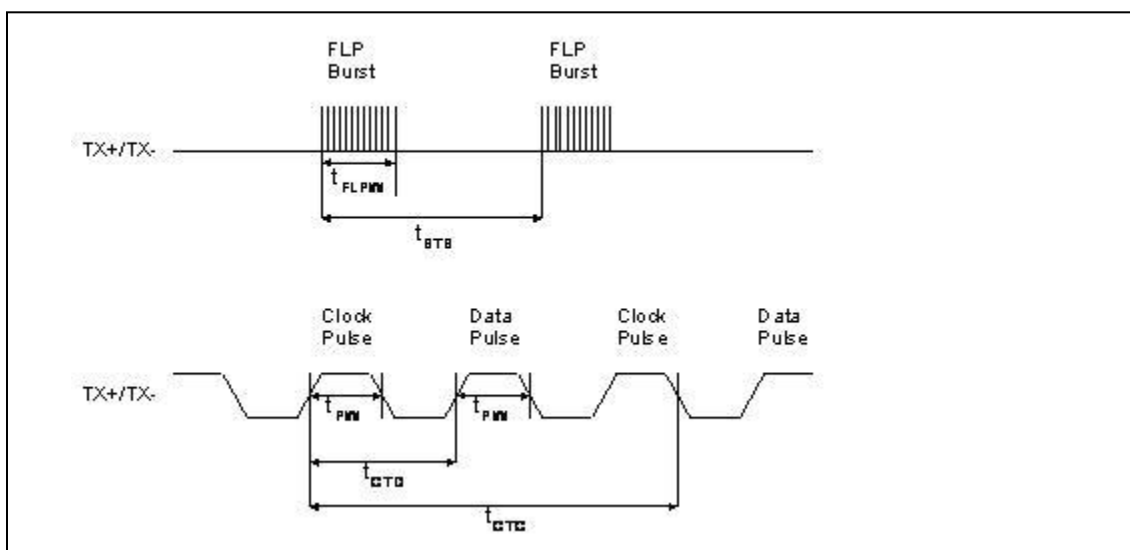 FLP
Burst
FLP
Burst
TX+/TX-
t FLPW
t BTB
Clock
Pulse
Data
Pulse
Clock
Pulse
Data
Pulse
TX+/TX-
t PW
t PW
t CTD
t CTC